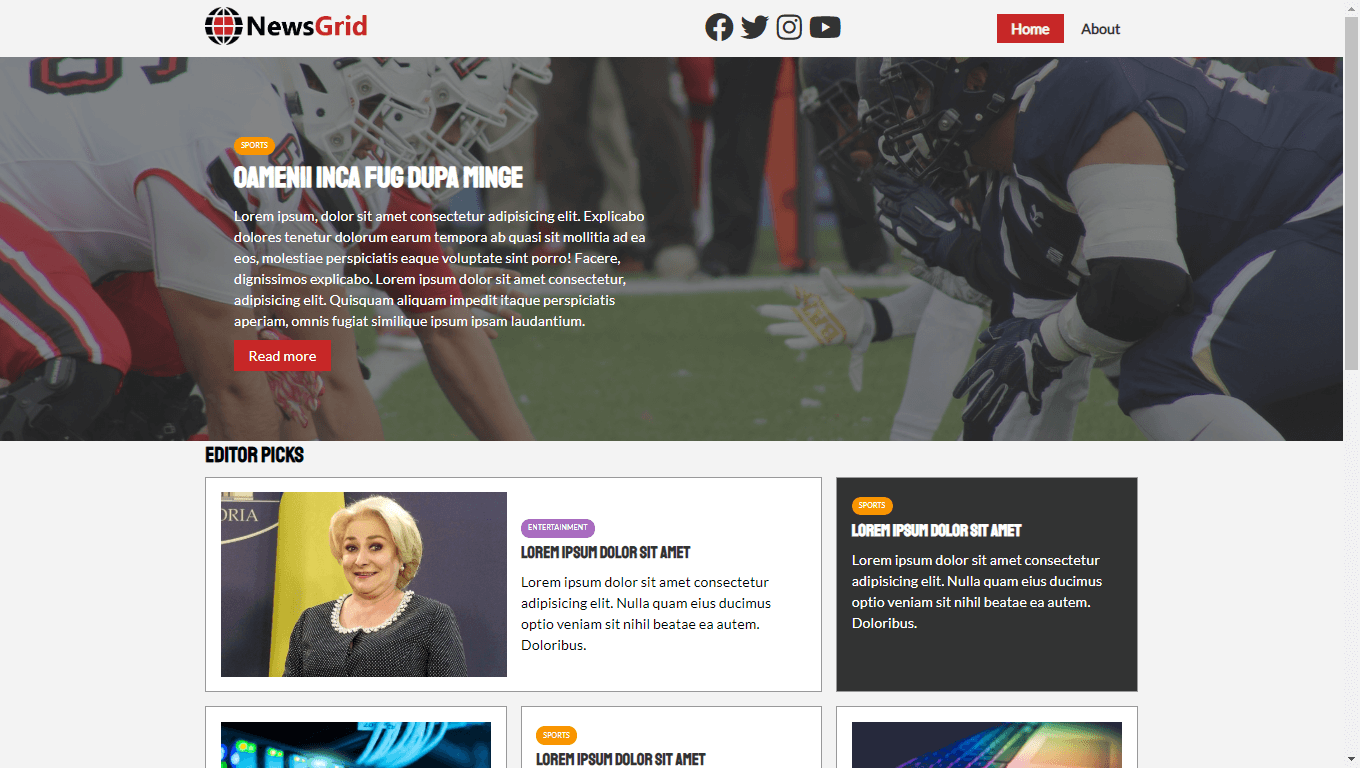 NewsGrid
Home
About
SPORTS
OAMENII INCA FUG DUPA MINGE
Lorem ipsum, dolor sit amet consectetur adipisicing elit. Explicabo
dolores tenetur dolorum earum tempora ab quasi sit mollitia ad ea
eos, molestiae perspiciatis eaque voluptate sint porro! Facere,
dignissimos explicabo. Lorem ipsum dolor sit amet consectetur,
adipisicing elit. Quisquam aliquam impedit itaque perspiciatis
aperiam, omnis fugiat similique ipsum ipsam laudantium.
Read more
EDITOR PICKS
ORIA
ENTERTAINMENT
LOREM IPSUM DOLOR SIT AMET
Lorem ipsum dolor sit amet consectetur
adipisicing elit. Nulla quam eius ducimus
optio veniam sit nihil beatae ea autem.
Doloribus.
SPORTS
LOREM IPSUM DOLOR SIT AMET
Lorem ipsum dolor sit amet consectetur
adipisicing elit. Nulla quam eius ducimus
optio veniam sit nihil beatae ea autem.
Doloribus.
SPORTS
LOREM IPSUM DOLOR SIT AMET